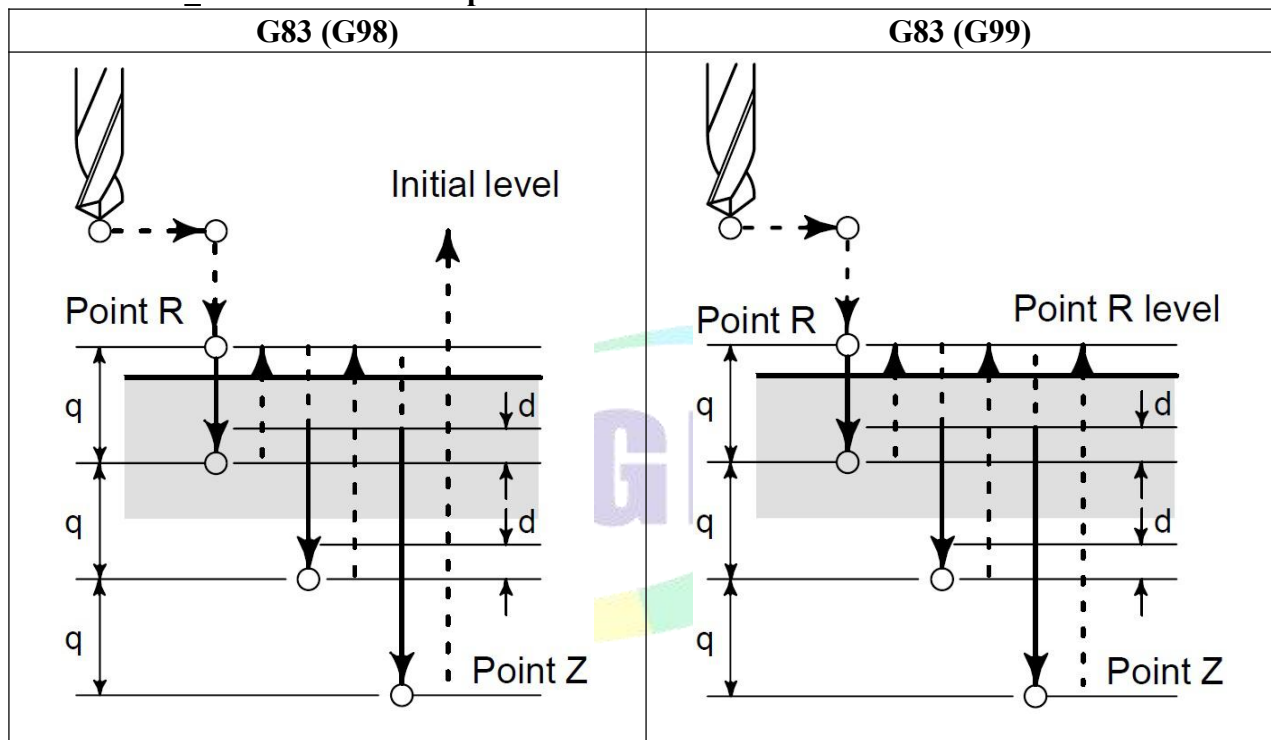 G83 (G98)
G83 (G99)
Initial level
Point R
q
d
q
d
q
Point Z
Point R
Point R level
q
d
q
d
q
Point Z
G